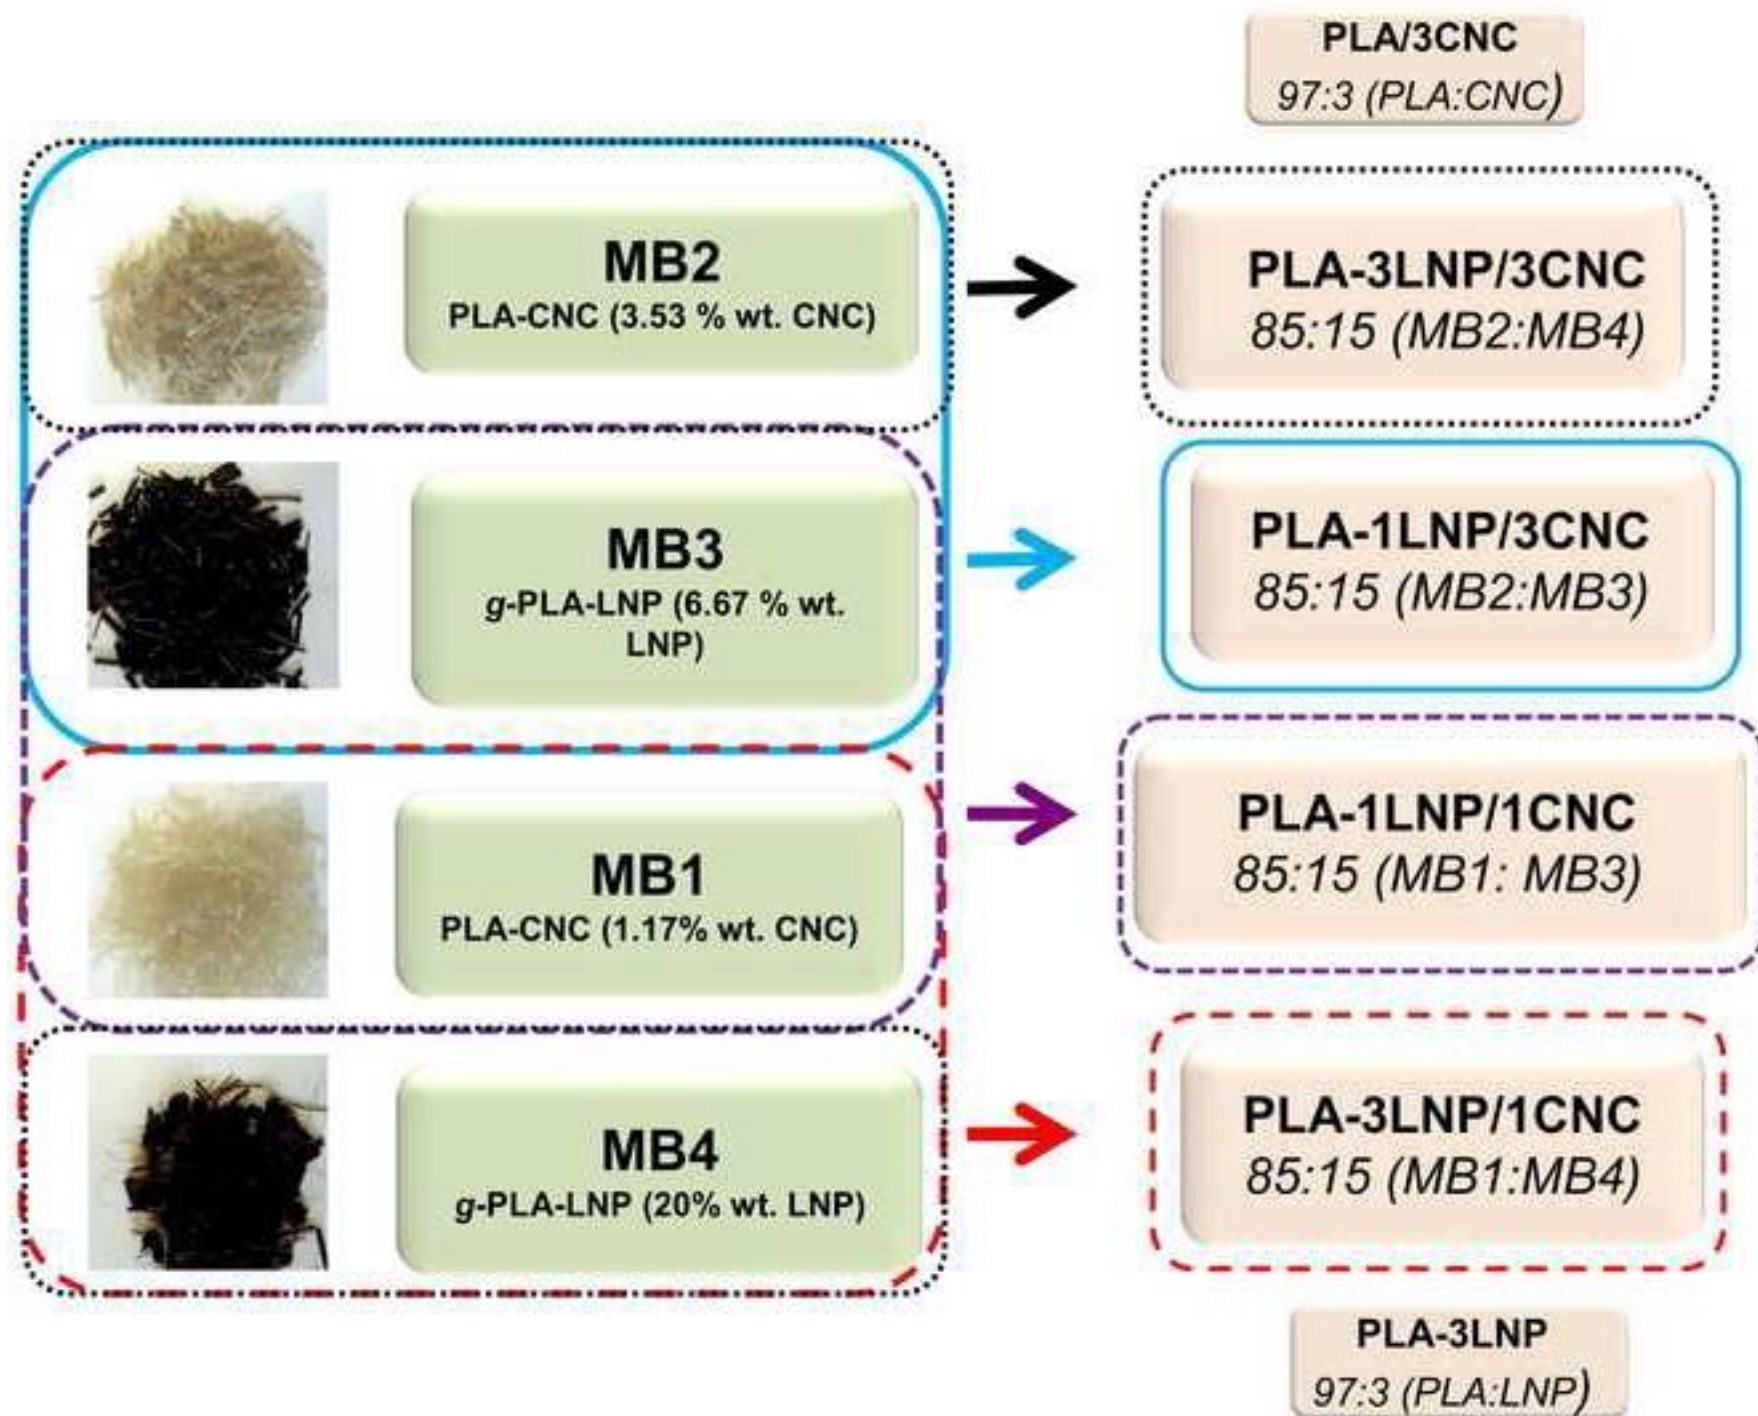 PLA/3CNC
97:3 (PLA:CNC)
MB2
PLA-CNC (3.53 % wt. CNC)
PLA-3LNP/3CNC
85:15 (MB2:MB4)
MB3
g-PLA-LNP (6.67 % wt.
LNP)
PLA-1LNP/3CNC
85:15 (MB2:MB3)
MB1
PLA-CNC (1.17% wt. CNC)
PLA-1LNP/1CNC
85:15 (MB1: MB3)
MB4
g-PLA-LNP (20% wt. LNP)
PLA-3LNP/1CNC
85:15 (MB1:MB4)
PLA-3LNP
97:3 (PLA:LNP)